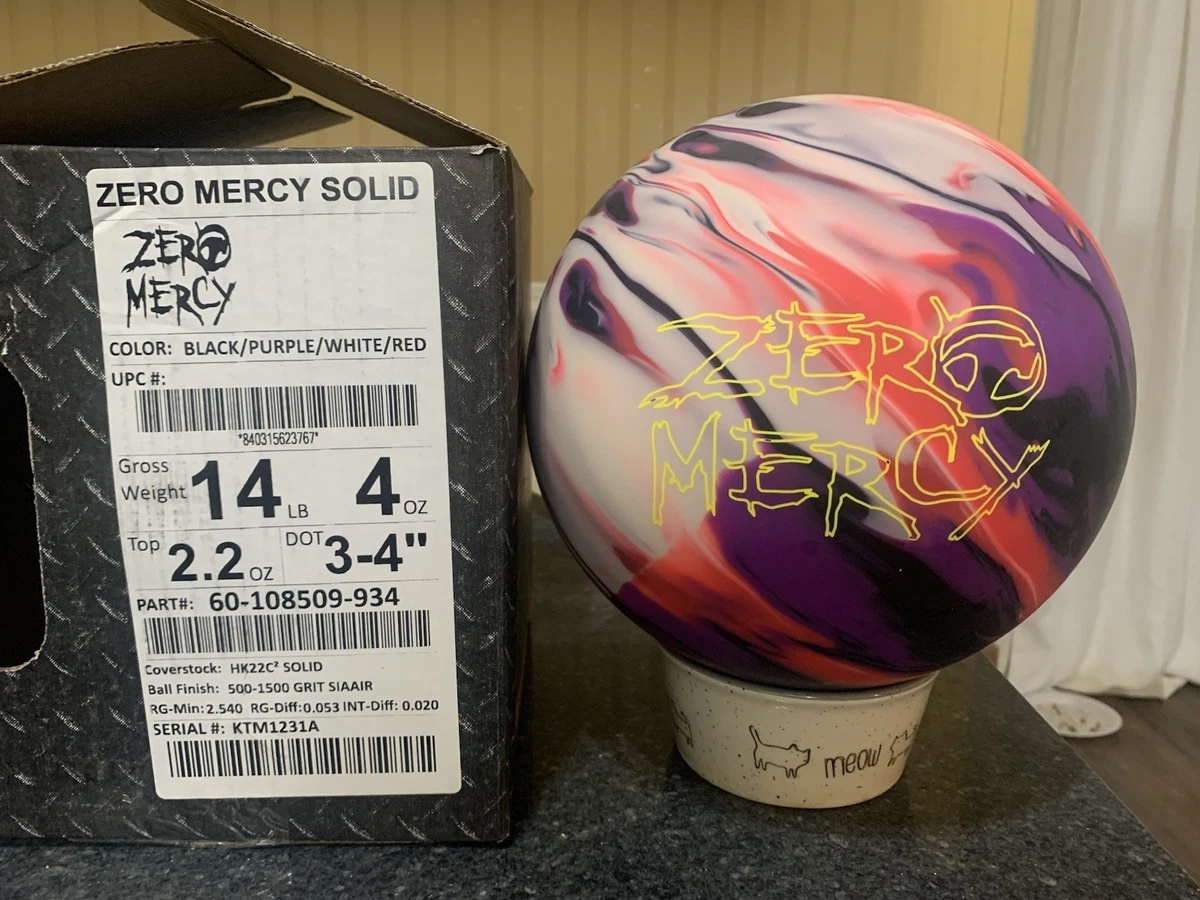 ZERO MERCY SOLID
ZERO
MERCY
COLOR: BLACK/PURPLE/WHITE/RED
UPC #:
*840315623767*
Gross Weight 14 LB 4 OZ
Top 2.2 OZ DOT 3-4"
PART#: 60-108509-934
Coverstock: HK22C² SOLID
Ball Finish: 500-1500 GRIT SIAAIR
RG-Min: 2.540 RG-Diff: 0.053 INT-Diff: 0.020
SERIAL #: KTM1231A
ZERO
MERCY
meow